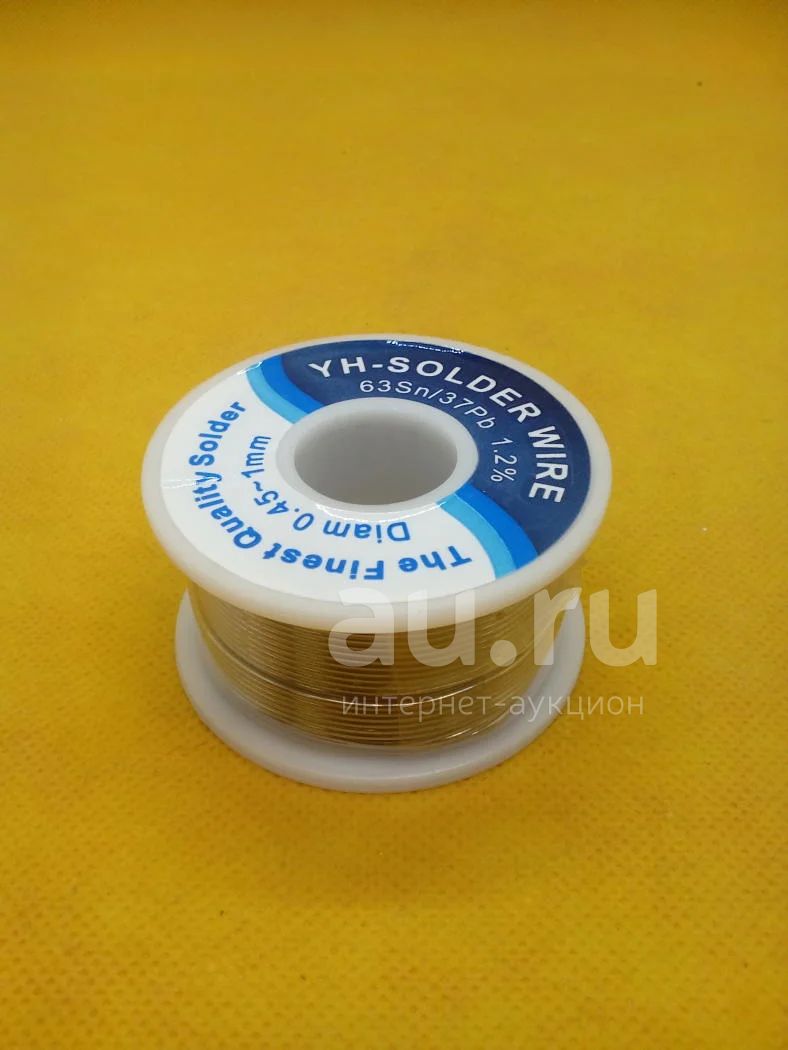 YH-SOLDER WIRE
63Sn/37Pb 1.2%
The Finest Quality Solder
Diam 0.45~1mm
au.ru
интернет-аукцион